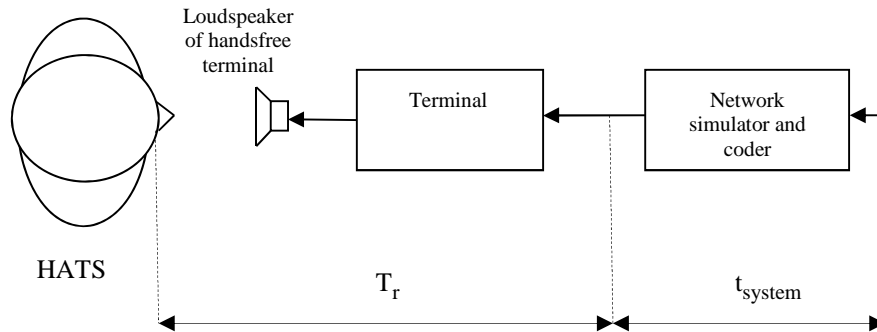 Loudspeaker
of handsfree
terminal
Terminal
Network
simulator and
coder
HATS
T_r
t_system